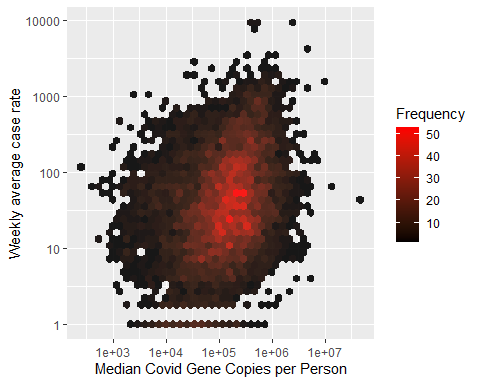 10000
1000
100
10
1
Weekly average case rate
1e+03
1e+04
1e+05
1e+06
1e+07
Median Covid Gene Copies per Person
Frequency
50
40
30
20
10